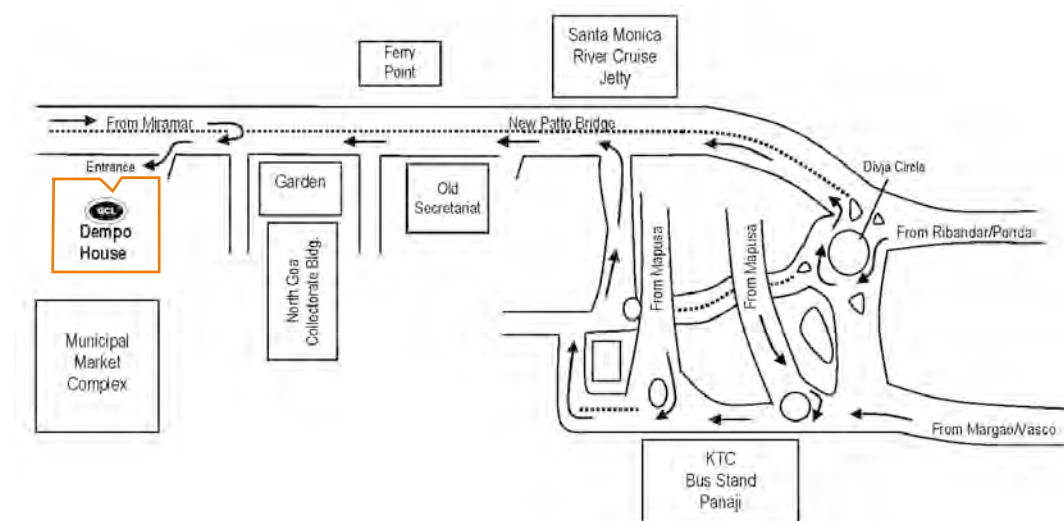 Santa Monica
River Cruise
Jetty
Ferry
Point
From Miramar
New Patto Bridge
Entrance
Divja Circla
GCL
Dempo
House
Garden
Old
Secretariat
From Ribandar/Ponda
North Goa
Collectorate Bldg.
From Mapusa
From Mapusa
Municipal
Market
Complex
From Margao/Vasco
KTC
Bus Stand
Panaji